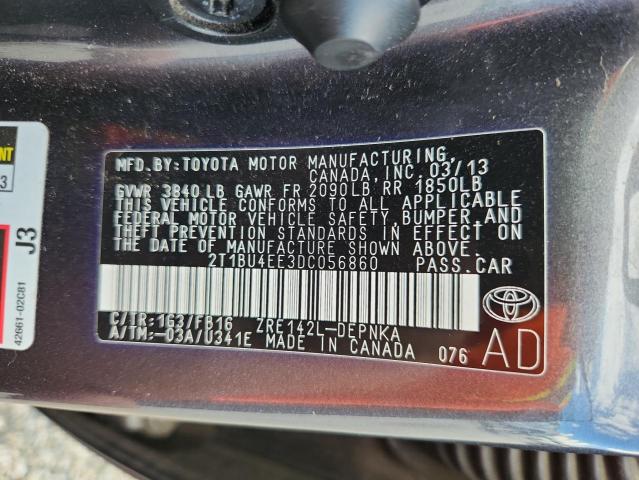 MFD.BY:TOYOTA MOTOR MANUFACTURING,
CANADA,INC. 03/13
GVWR 3840 LB GAWR FR 2090LB RR 1850LB
THIS VEHICLE CONFORMS TO ALL APPLICABLE
FEDERAL MOTOR VEHICLE SAFETY, BUMPER, AND
THEFT PREVENTION STANDARDS IN EFFECT ON
THE DATE OF MANUFACTURE SHOWN ABOVE.
2T1BU4EE3DC056860 PASS.CAR
C/TR:1G3/FB16 ZRE142L-DEPNKA
A/TM:-03A/U341E MADE IN CANADA 076
AD
J3
42661-02C81
3